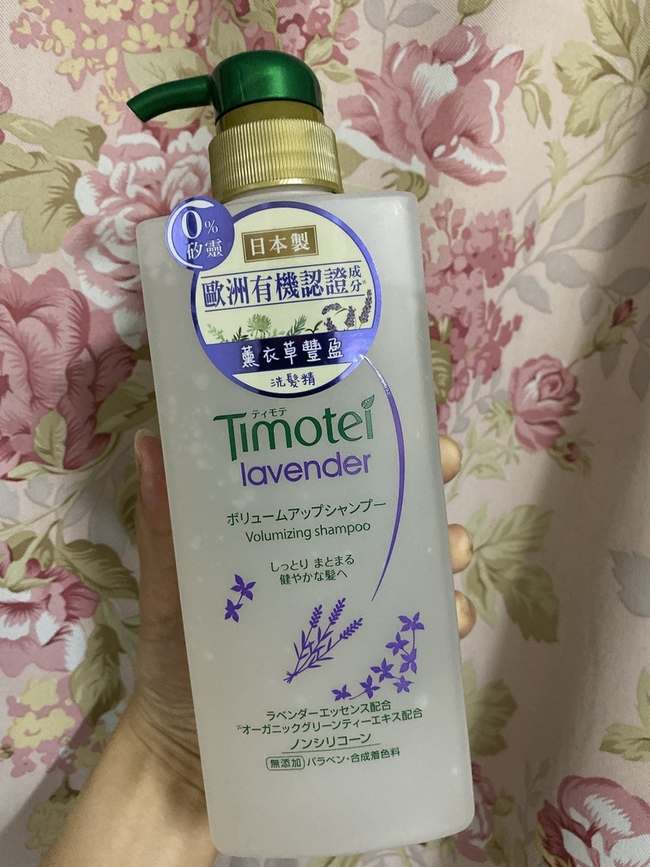 0%
矽靈
日本製
歐洲有機認證成分
薰衣草豐盈
洗髮精
ティモテ
Timotei
lavender
ボリュームアップシャンプー
Volumizing shampoo
しっとり まとまる
健やかな髪へ
ラベンダーエッセンス配合
オーガニックグリーンティーエキス配合
ノンシリコーン
無添加 パラベン・合成着色料